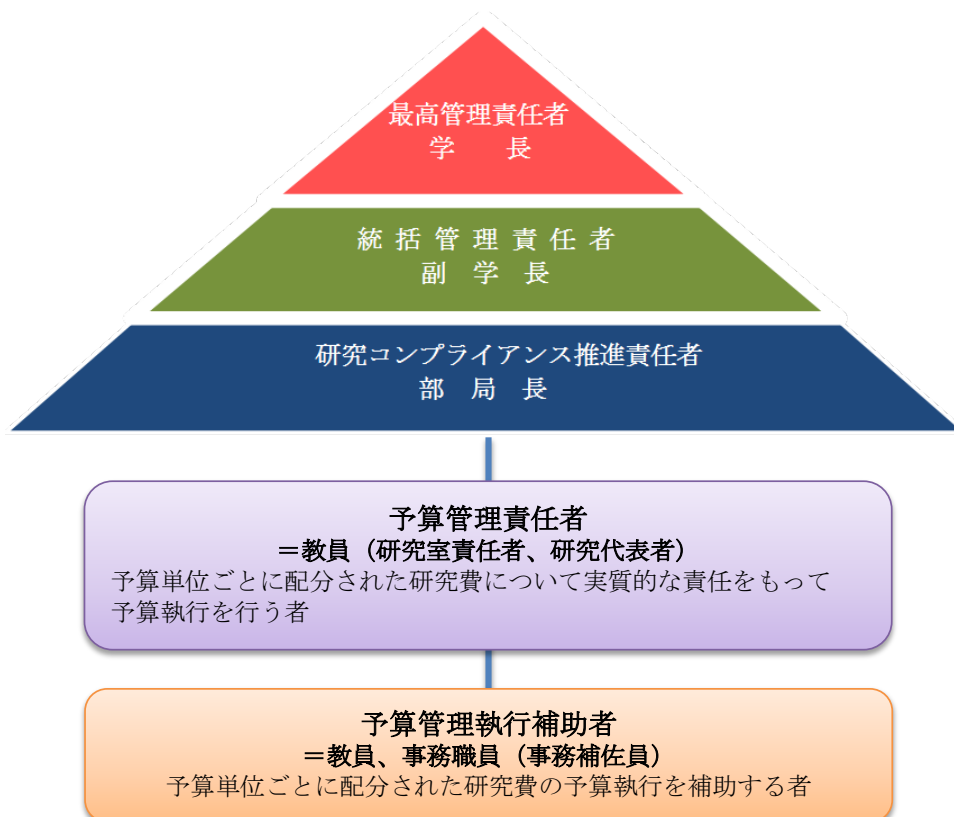 最高管理責任者
学　　長
統 括 管 理 責 任 者
副　学　長
研究コンプライアンス推進責任者
部　局　長
予算管理責任者
＝教員（研究室責任者、研究代表者）
予算単位ごとに配分された研究費について実質的な責任をもって
予算執行を行う者
予算管理執行補助者
＝教員、事務職員（事務補佐員）
予算単位ごとに配分された研究費の予算執行を補助する者